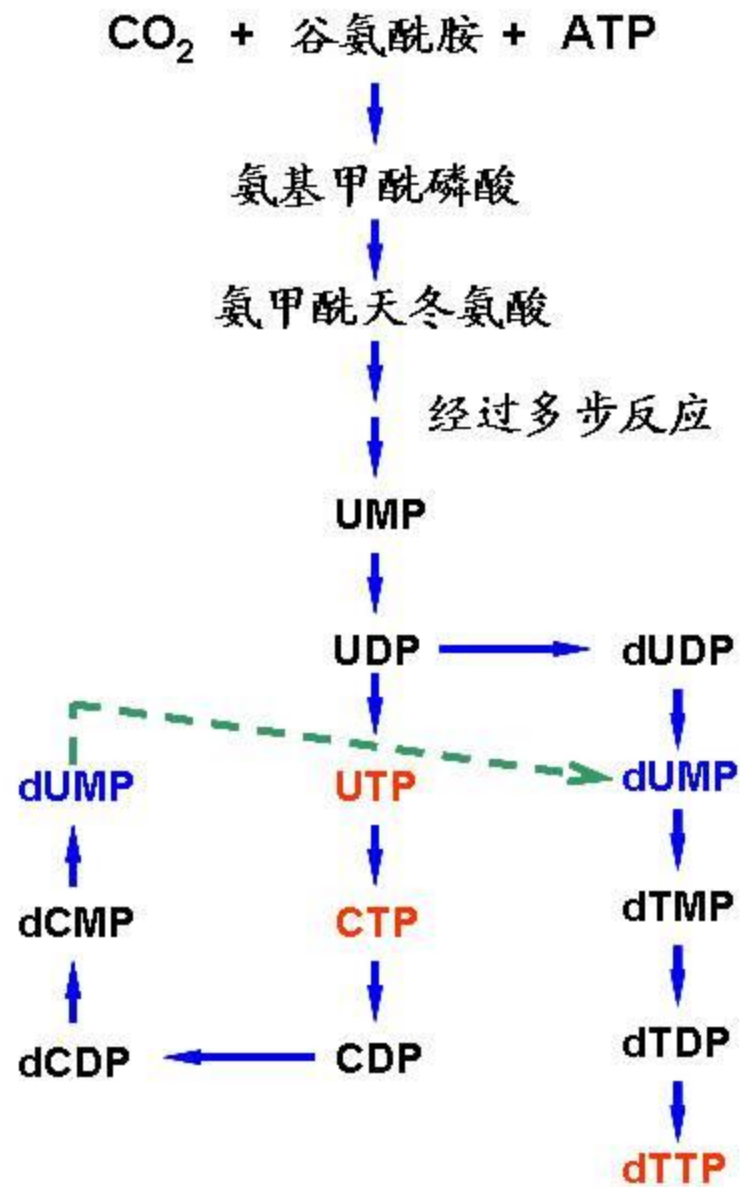 CO₂ + 谷氨酰胺 + ATP
氨基甲酰磷酸
氨甲酰天冬氨酸
经过多步反应
UMP
UDP dUDP
dUMP UTP dUMP
dCMP CTP dTMP
dCDP CDP dTDP
dTTP